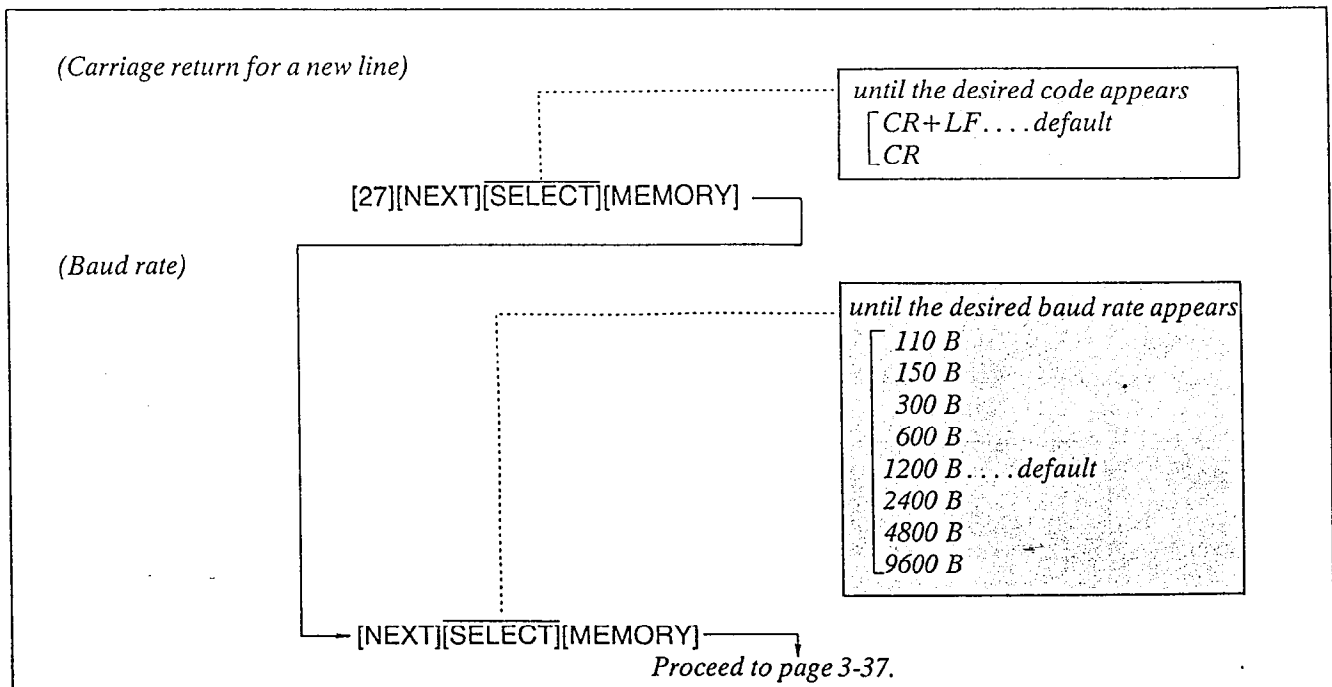 (Carriage return for a new line)
until the desired code appears
CR+LF....default
CR
[27][NEXT][SELECT][MEMORY]
(Baud rate)
until the desired baud rate appears
110 B
150 B
300 B
600 B
1200 B....default
2400 B
4800 B
9600 B
[NEXT][SELECT][MEMORY]
Proceed to page 3-37.